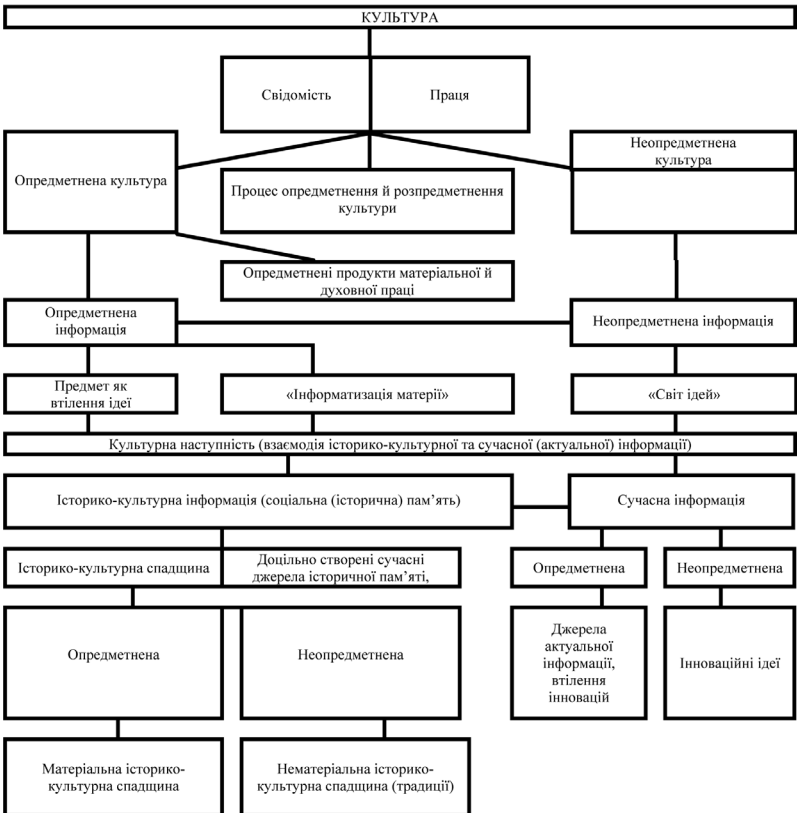 КУЛЬТУРА
Свідомість
Праця
Опредметнена культура
Процес опредметнення й розпредметнення
культури
Неопредметнена
культура
Опредметнені продукти матеріальної й
духовної праці
Опредметнена
інформація
Неопредметнена інформація
Предмет як
втілення ідеї
«Інформатизація матерії»
«Світ ідей»
Культурна наступність (взаємодія історико-культурної та сучасної (актуальної) інформації)
Історико-культурна інформація (соціальна (історична) пам’ять)
Сучасна інформація
Історико-культурна спадщина
Доцільно створені сучасні
джерела історичної пам’яті,
Опредметнена
Неопредметнена
Опредметнена
Неопредметнена
Джерела
актуальної
інформації,
втілення
інновацій
Інноваційні ідеї
Матеріальна історико-
культурна спадщина
Нематеріальна історико-
культурна спадщина (традиції)